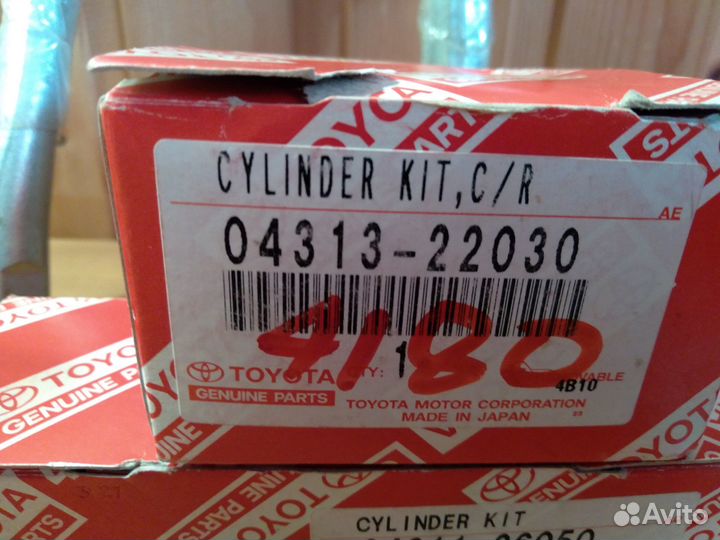 CYLINDER KIT, C/R
AE
04313-22030
4180
TOYOTA
QTY: 1
4B10
GENUINE PARTS
TOYOTA MOTOR CORPORATION
MADE IN JAPAN
TOYOTA
GENUINE PARTS
CYLINDER KIT
Avito